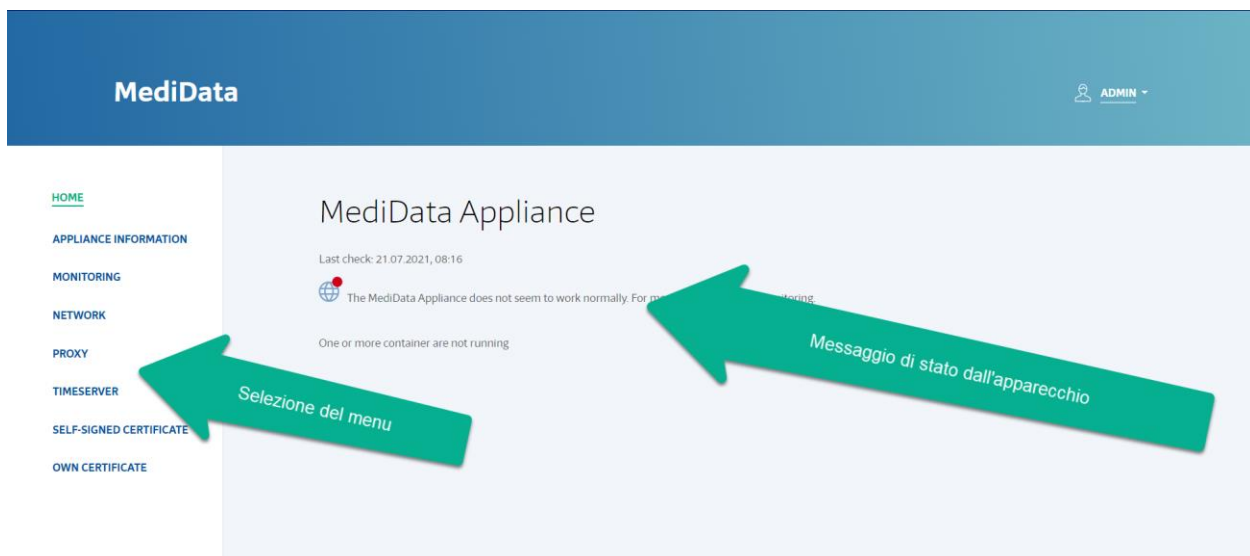 MediData
ADMIN
HOME
APPLIANCE INFORMATION
MONITORING
NETWORK
PROXY
TIMESERVER
SELF-SIGNED CERTIFICATE
OWN CERTIFICATE
MediData Appliance
Last check: 21.07.2021, 08:16
The MediData Appliance does not seem to work normally. For
One or more container are not running
Selezione del menu
Messaggio di stato dall'apparecchio